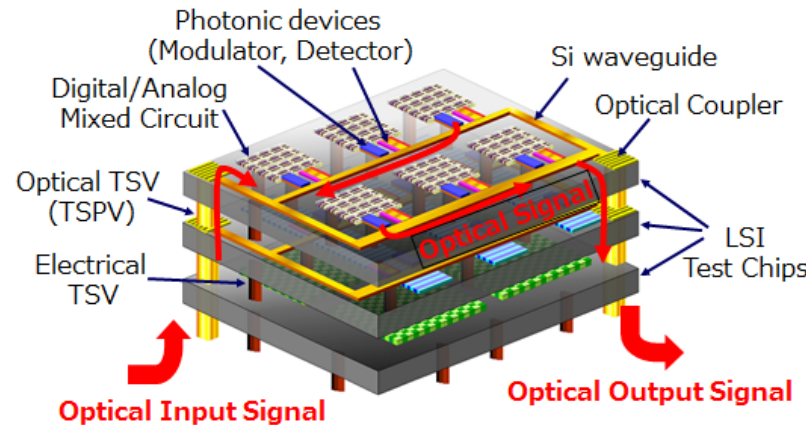 Photonic devices
(Modulator, Detector)
Si waveguide
Digital/Analog
Mixed Circuit
Optical Coupler
Optical TSV
(TSPV)
Optical Signal
LSI
Test Chips
Electrical
TSV
Optical Input Signal
Optical Output Signal